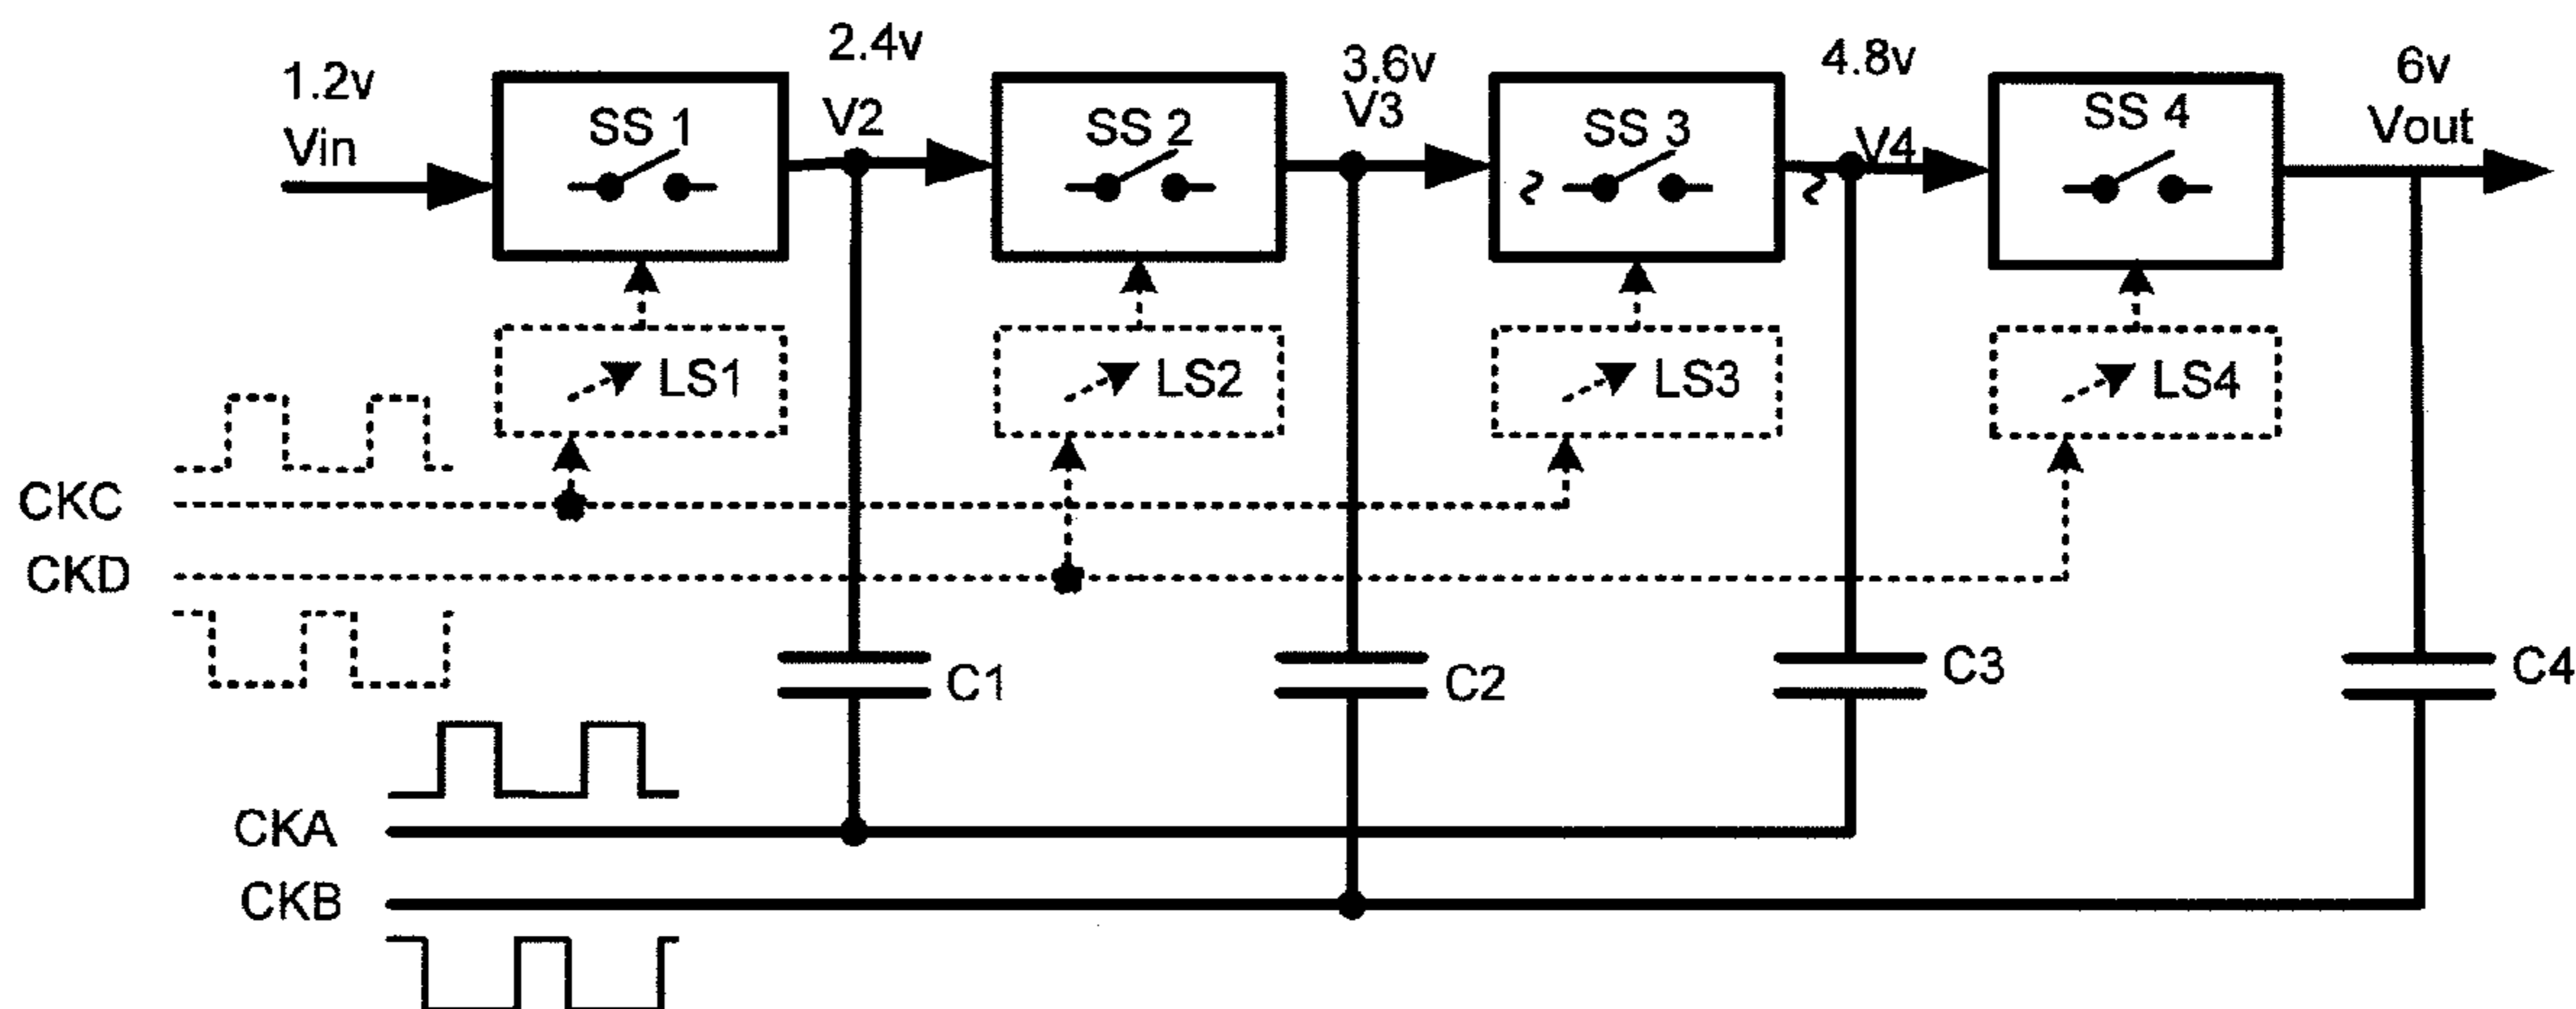 1.2v
Vin
SS 1
2.4v
V2
SS 2
3.6v
V3
SS 3
4.8v
V4
SS 4
6v
Vout
LS1
LS2
LS3
LS4
CKC
CKD
C1
C2
C3
C4
CKA
CKB